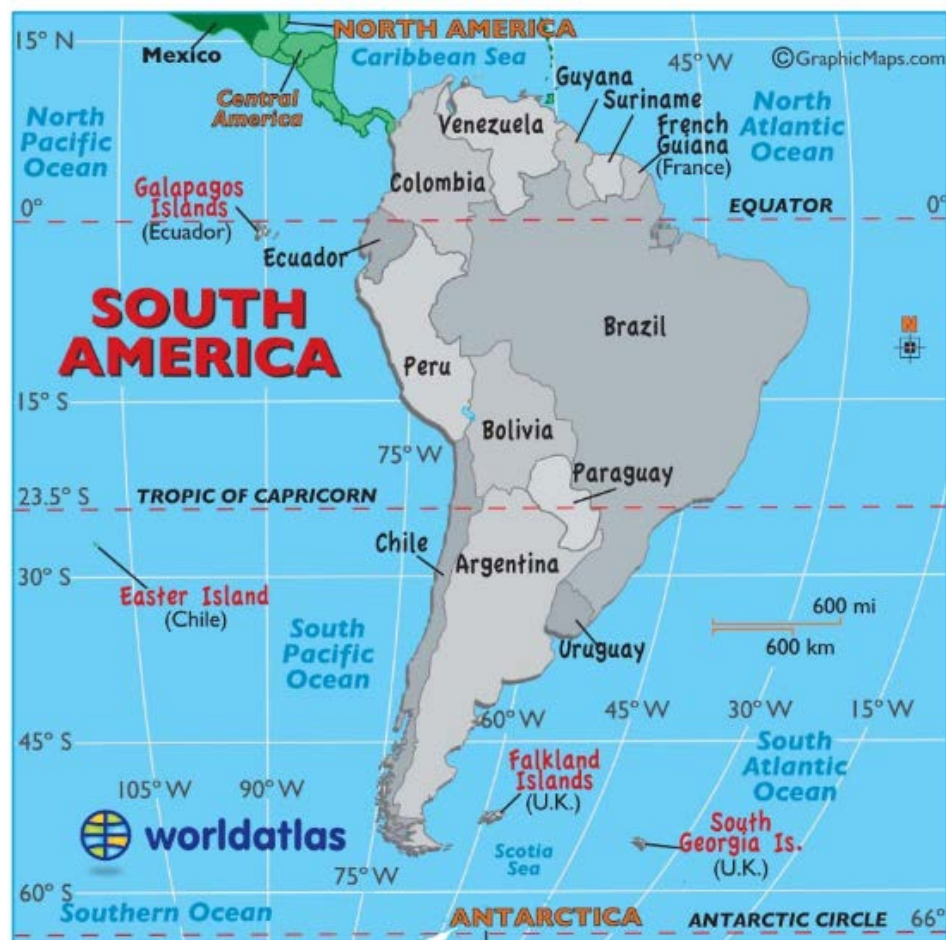 NORTH AMERICA
15° N
Mexico
Caribbean Sea
©GraphicMaps.com
45° W
Central
America
North
Pacific
Ocean
Guyana
Suriname
French
Guiana
(France)
North
Atlantic
Ocean
Venezuela
Colombia
Galapagos
Islands
(Ecuador)
0°
EQUATOR
0°
Ecuador
SOUTH
AMERICA
Brazil
N
Peru
15° S
Bolivia
75° W
Paraguay
23.5° S
TROPIC OF CAPRICORN
Chile
Argentina
30° S
Easter Island
(Chile)
600 mi
600 km
South
Pacific
Ocean
Uruguay
60° W
45° W
30° W
15° W
45° S
South
Atlantic
Ocean
Falkland
Islands
(U.K.)
105° W
90° W
worldatlas
South
Georgia Is.
(U.K.)
Scotia
Sea
75° W
60° S
Southern Ocean
ANTARCTICA
ANTARCTIC CIRCLE
66°